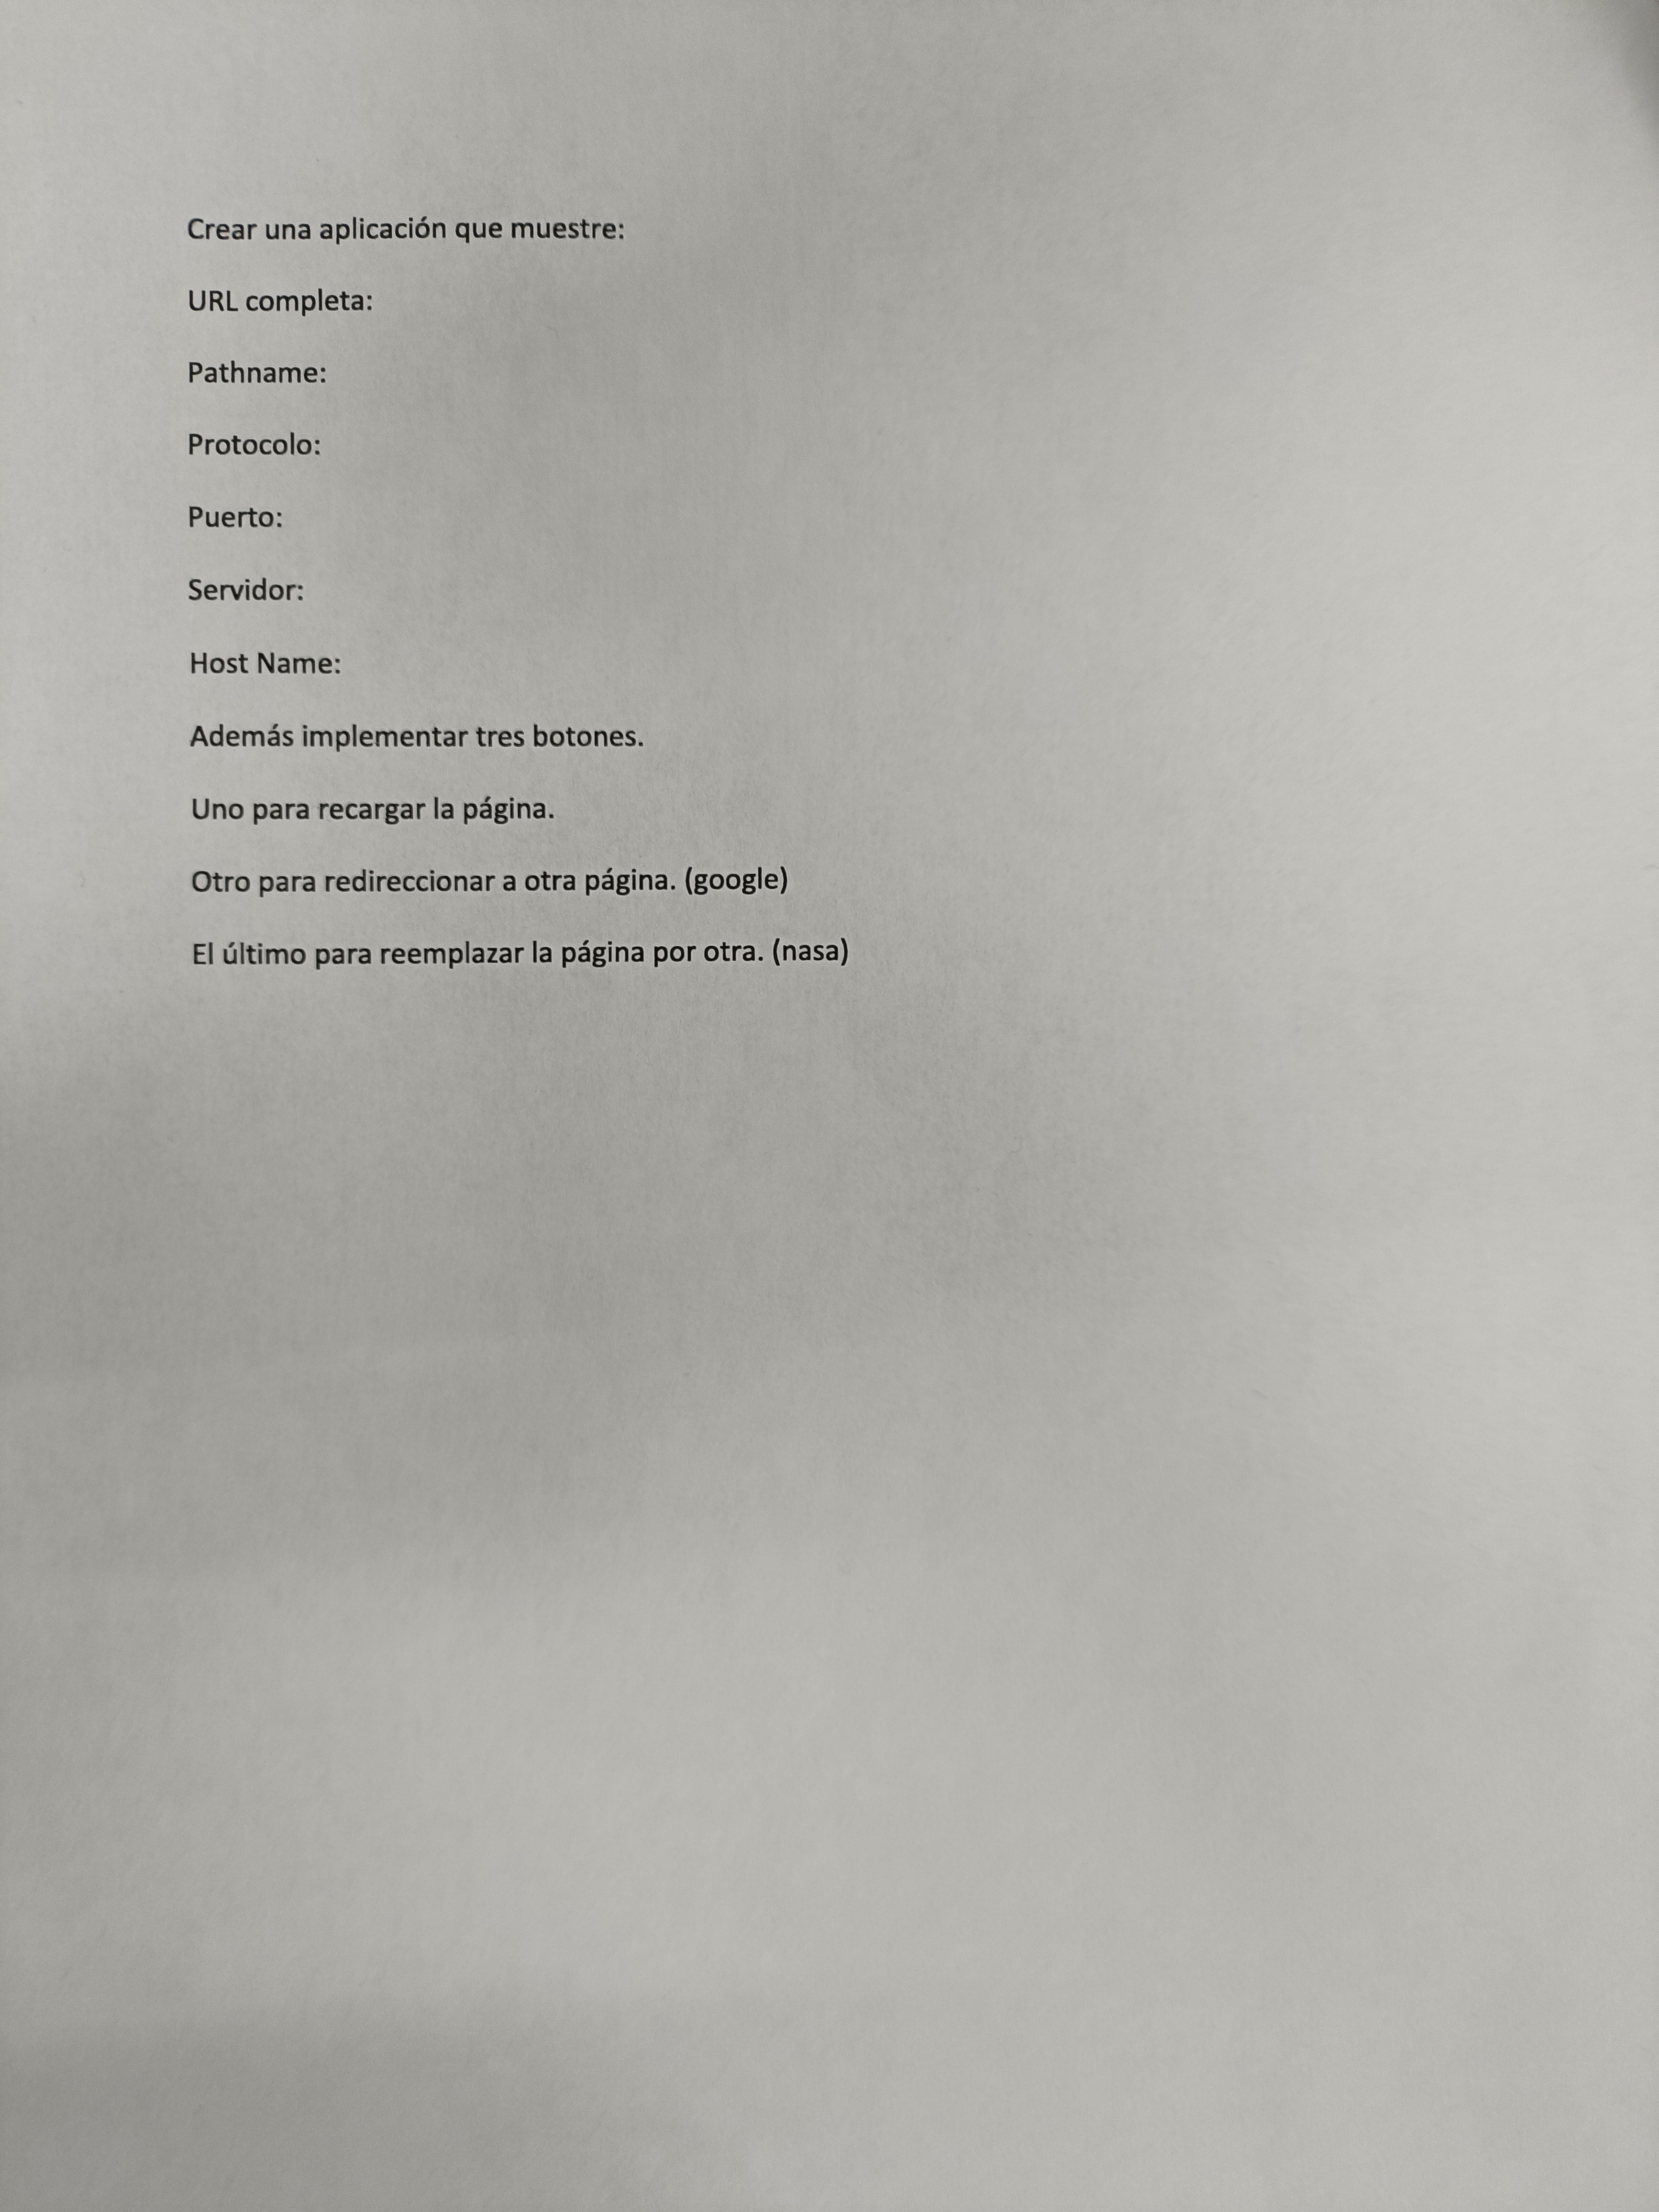 Crear una aplicación que muestre:
URL completa:
Pathname:
Protocolo:
Puerto:
Servidor:
Host Name:
Además implementar tres botones.
Uno para recargar la página.
Otro para redireccionar a otra página. (google)
El último para reemplazar la página por otra. (nasa)